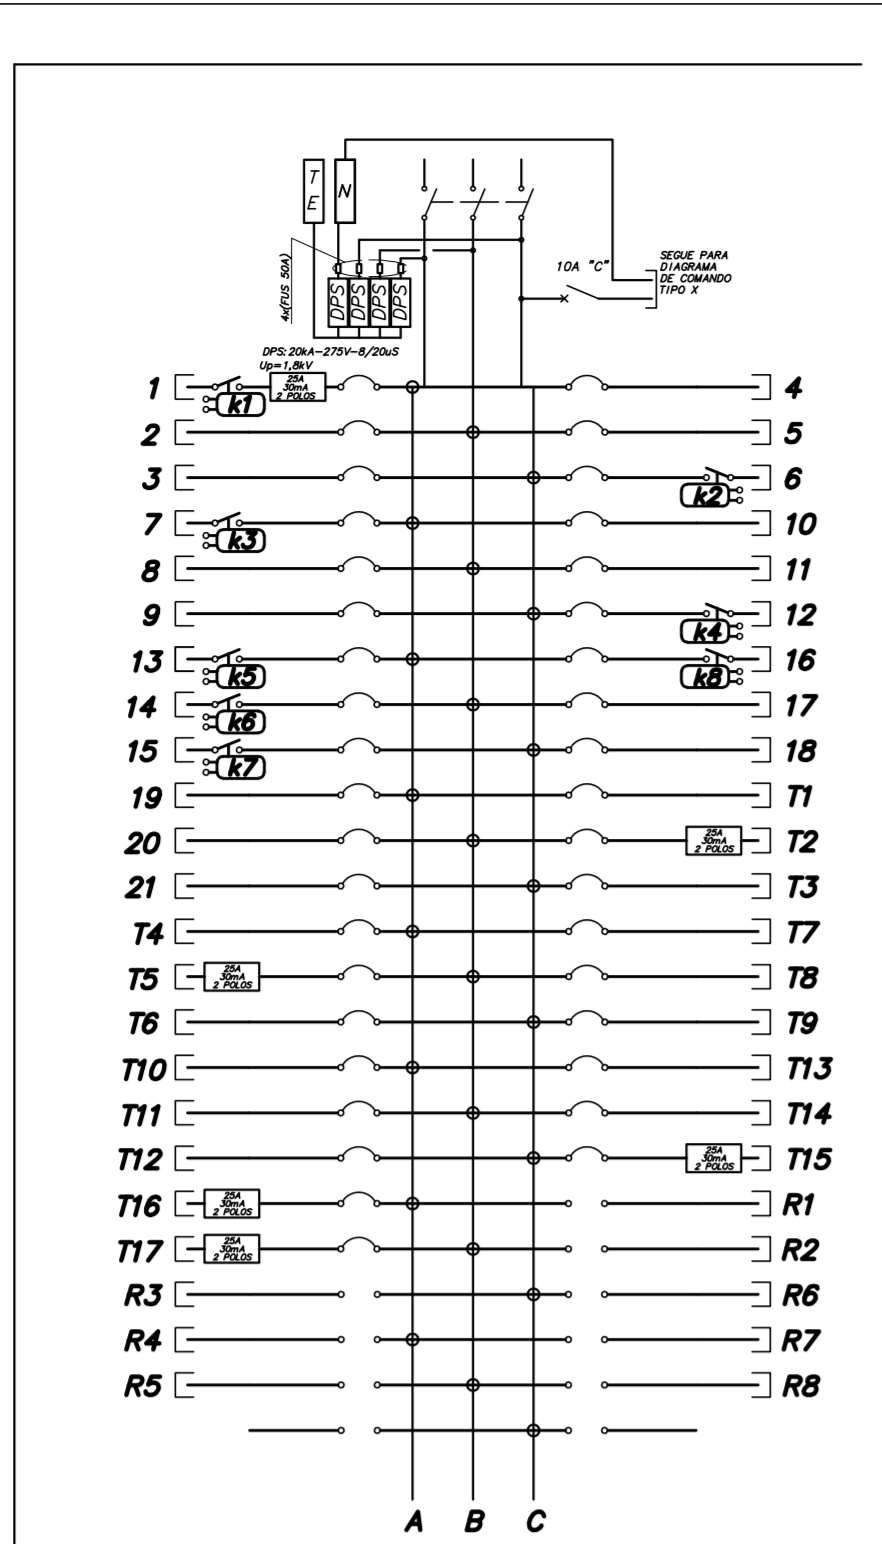 T
E
N
4x(FUS 50A)
DPS
DPS
DPS
DPS
10A "C"
SEGUE PARA
DIAGRAMA
DE COMANDO
TIPO X
DPS: 20kA-275V-8/20uS
Up=1,8kV
1
k1
25A
30mA
2 POLOS
4
2
5
3
6
k2
7
k3
10
8
11
9
12
k4
13
k5
16
k8
14
k6
17
15
k7
18
19
T1
20
25A
30mA
2 POLOS
T2
21
T3
T4
T7
T5
25A
30mA
2 POLOS
T8
T6
T9
T10
T13
T11
T14
T12
25A
30mA
2 POLOS
T15
T16
25A
30mA
2 POLOS
R1
T17
25A
30mA
2 POLOS
R2
R3
R6
R4
R7
R5
R8
A B C